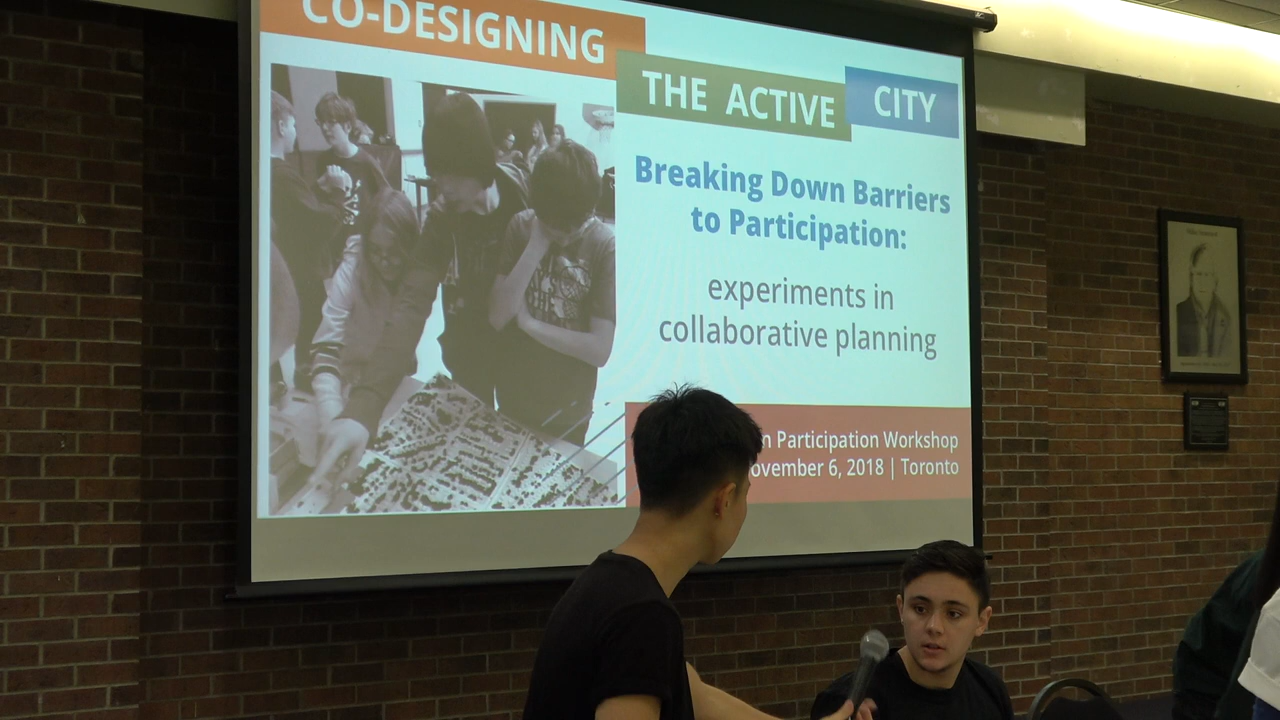 CO-DESIGNING
THE ACTIVE CITY
Breaking Down Barriers
to Participation:
experiments in
collaborative planning
Participation Workshop
ovember 6, 2018 | Toronto